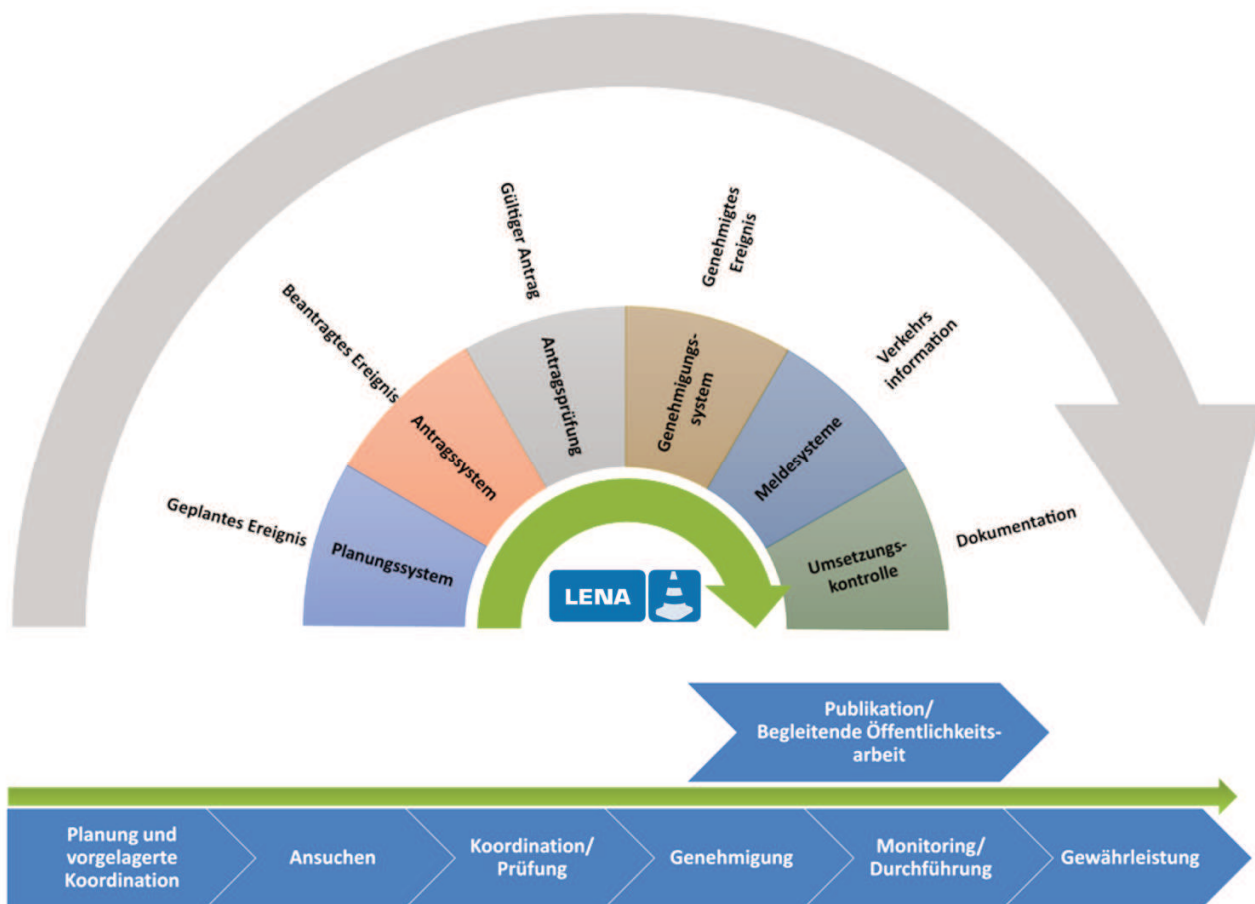 Geplantes Ereignis
Beantragtes Ereignis
Gültiger Antrag
Genehmigtes
Ereignis
Verkehrs
information
Dokumentation
Planungssystem
Antragssystem
Antragsprüfung
Genehmigungs-
system
Meldesysteme
Umsetzungs-
kontrolle
LENA
Publikation/
Begleitende Öffentlichkeits-
arbeit
Planung und
vorgelagerte
Koordination
Ansuchen
Koordination/
Prüfung
Genehmigung
Monitoring/
Durchführung
Gewährleistung